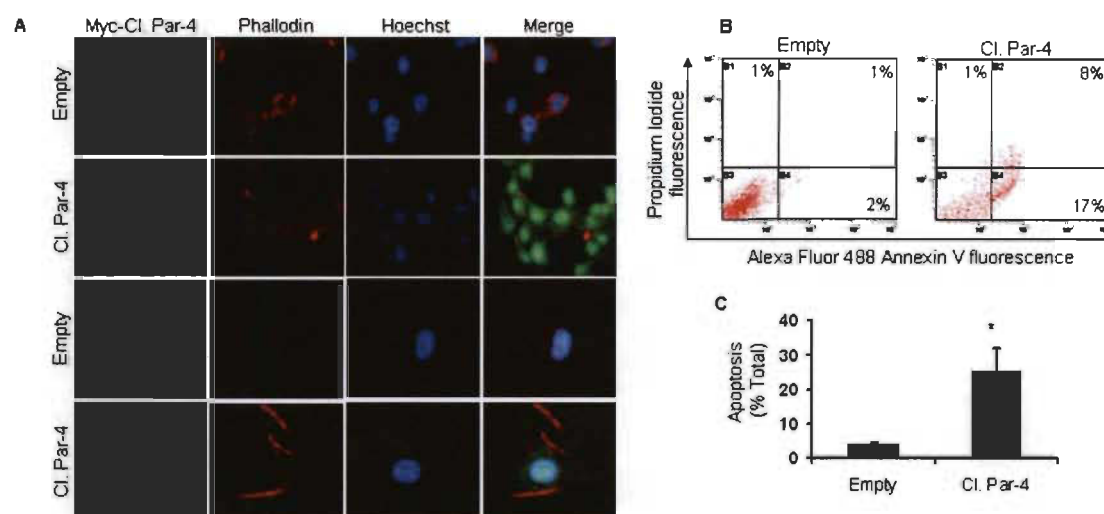 A
Myc-Cl. Par-4 Phallodin Hoechst Merge
Empty
Cl. Par-4
Empty
Cl. Par-4
B
Empty Cl. Par-4
1% 1% 1% 8%
2% 17%
Propidium Iodide
fluorescence
Alexa Fluor 488 Annexin V fluorescence
C
Apoptosis
(% Total)
40
30
20
10
0
*
Empty Cl. Par-4